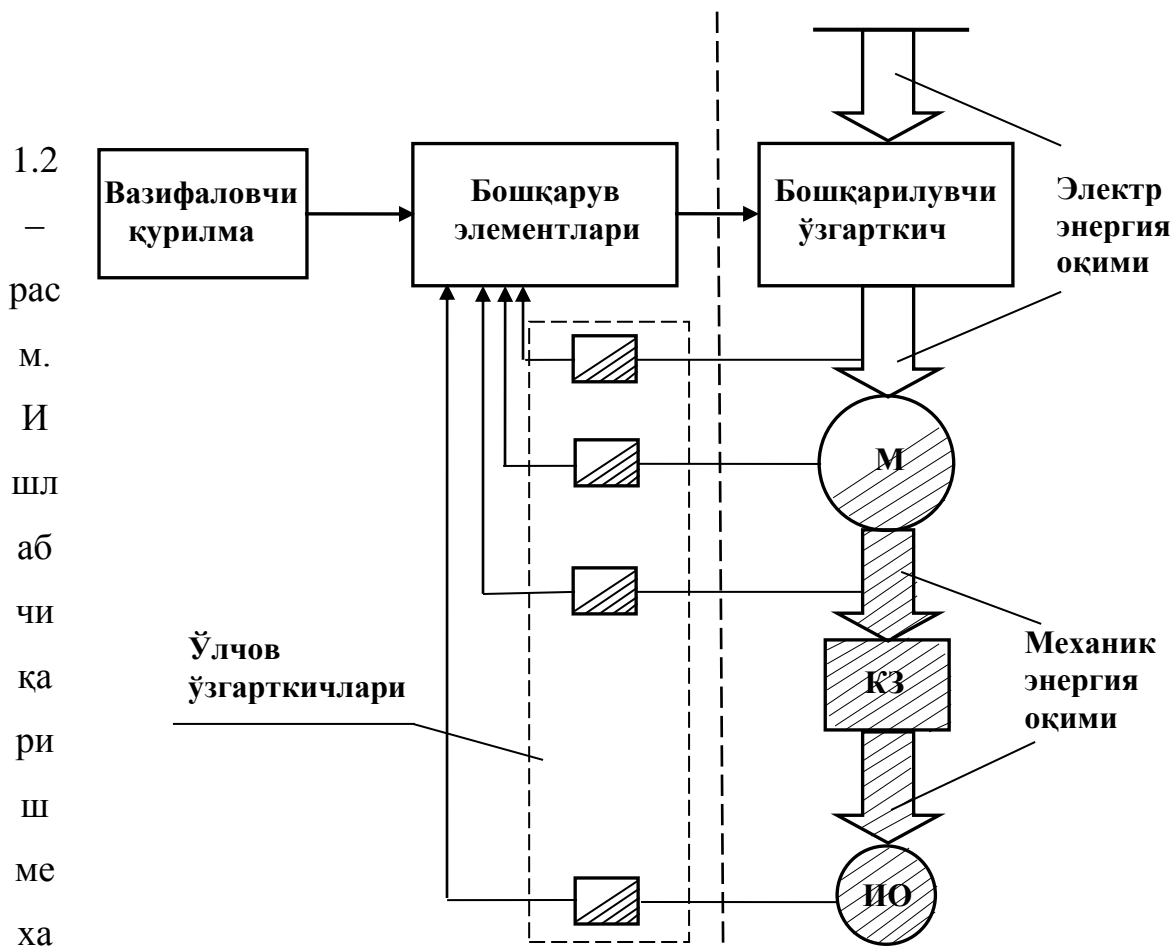 1.2
–
рас
м.
И
шл
аб
чи
қа
ри
ш
ме
ха
Вазифаловчи
қурилма
Бошқарув
элементлари
Бошқарилувчи
ўзгарткич
Электр
энергия
оқими
М
КЗ
Механик
энергия
оқими
Ўлчов
ўзгарткичлари
ИО